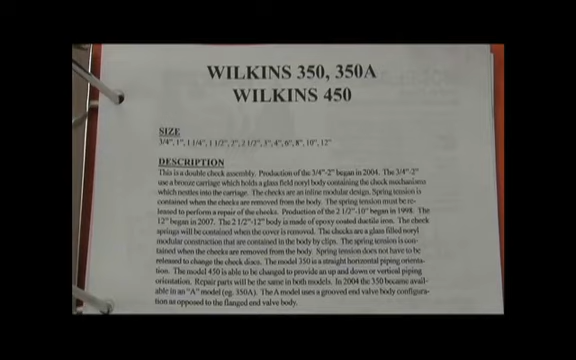 WILKINS 350, 350A
WILKINS 450
SIZE
3/4", 1", 1 1/4", 1 1/2", 2", 2 1/2", 3", 4", 6", 8", 10", 12"
DESCRIPTION
This is a double check assembly. Production of the 3/4"-2" began in 2004. The 3/4"-2"
use a bronze carriage which holds a glass field noryl body containing the check mechanisms
which nestles into the carriage. The checks are an inline modular design. Spring tension is
contained when the checks are removed from the body. The spring tension must be re-
leased to perform a repair of the checks. Production of the 2 1/2"-10" began in 1998. The
12" began in 2007. The 2 1/2"-12" body is made of epoxy coated ductile iron. The check
springs will be contained when the cover is removed. The checks are a glass filled noryl
modular construction that are contained in the body by clips. The spring tension is con-
tained when the checks are removed from the body. Spring tension does not have to be
released to change the check discs. The model 350 is a straight horizontal piping orienta-
tion. The model 450 is able to be changed to provide an up and down or vertical piping
orientation. Repair parts will be the same in both models. In 2004 the 350 became avail-
able in an "A" model (eg. 350A). The A model uses a grooved end valve body configura-
tion as opposed to the flanged end valve body.